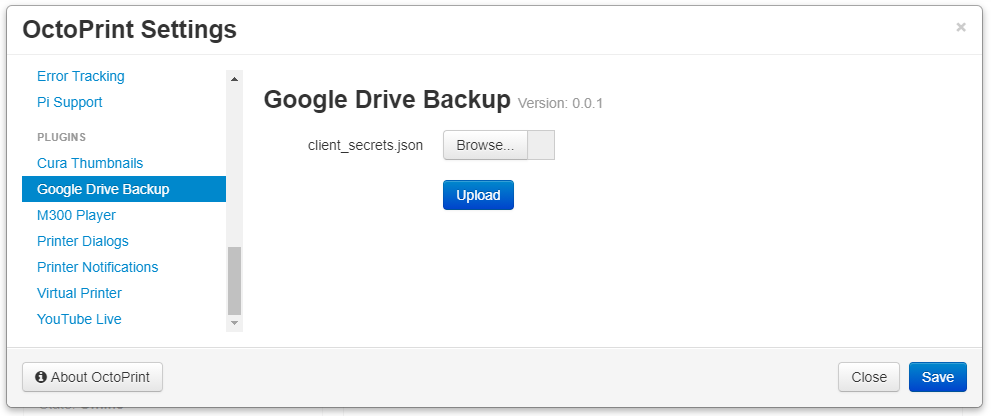 OctoPrint Settings
×
Error Tracking
Pi Support
PLUGINS
Cura Thumbnails
Google Drive Backup
M300 Player
Printer Dialogs
Printer Notifications
Virtual Printer
YouTube Live
Google Drive Backup Version: 0.0.1
client_secrets.json Browse...
Upload
About OctoPrint
Close
Save